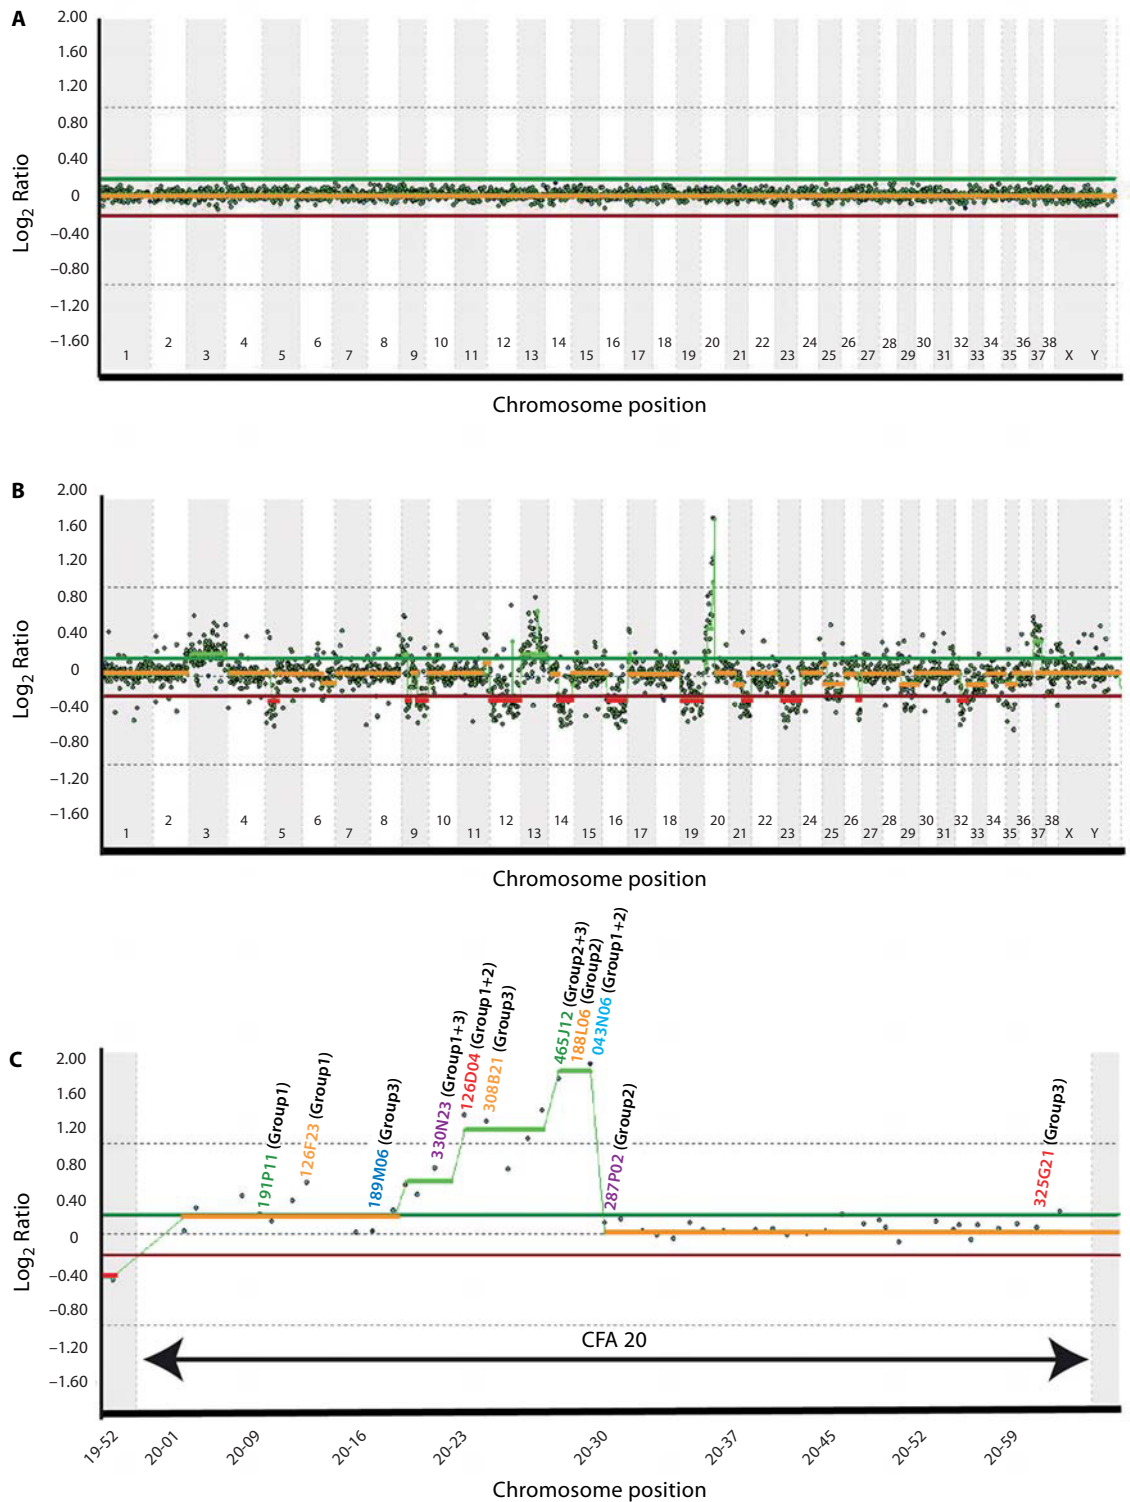 A
2.00
1.60
1.20
0.80
0.40
0
−0.40
−0.80
−1.20
−1.60
Log2 Ratio
1 2 3 4 5 6 7 8 9 10 11 12 13 14 15 16 17 18 19 20 21 22 23 24 25 26 27 28 29 30 31 32 33 34 35 36 37 38 X Y
Chromosome position
B
2.00
1.60
1.20
0.80
0.40
0
−0.40
−0.80
−1.20
−1.60
Log2 Ratio
1 2 3 4 5 6 7 8 9 10 11 12 13 14 15 16 17 18 19 20 21 22 23 24 25 26 27 28 29 30 31 32 33 34 35 36 37 38 X Y
Chromosome position
C
2.00
1.60
1.20
0.80
0.40
0
−0.40
−0.80
−1.20
−1.60
Log2 Ratio
191P11 (Group1)
126F23 (Group1)
189M06 (Group3)
330N23 (Group1+3)
126D04 (Group1+2)
308B21 (Group3)
465J12 (Group2+3)
188L06 (Group2)
043N06 (Group1+2)
287P02 (Group2)
325G21 (Group3)
CFA 20
19-52 20-01 20-09 20-16 20-23 20-30 20-37 20-45 20-52 20-59
Chromosome position